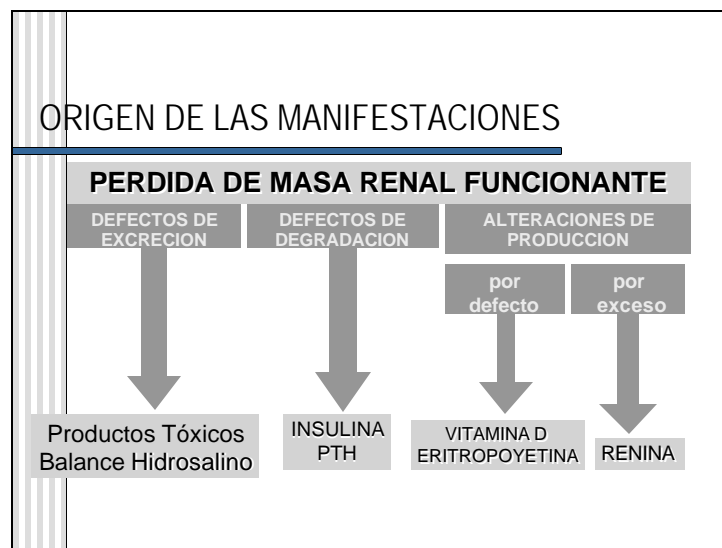 ORIGEN DE LAS MANIFESTACIONES
PERDIDA DE MASA RENAL FUNCIONANTE
DEFECTOS DE
EXCRECION
DEFECTOS DE
DEGRADACION
ALTERACIONES DE
PRODUCCION
por
defecto
por
exceso
Productos Tóxicos
Balance Hidrosalino
INSULINA
PTH
VITAMINA D
ERITROPOYETINA
RENINA